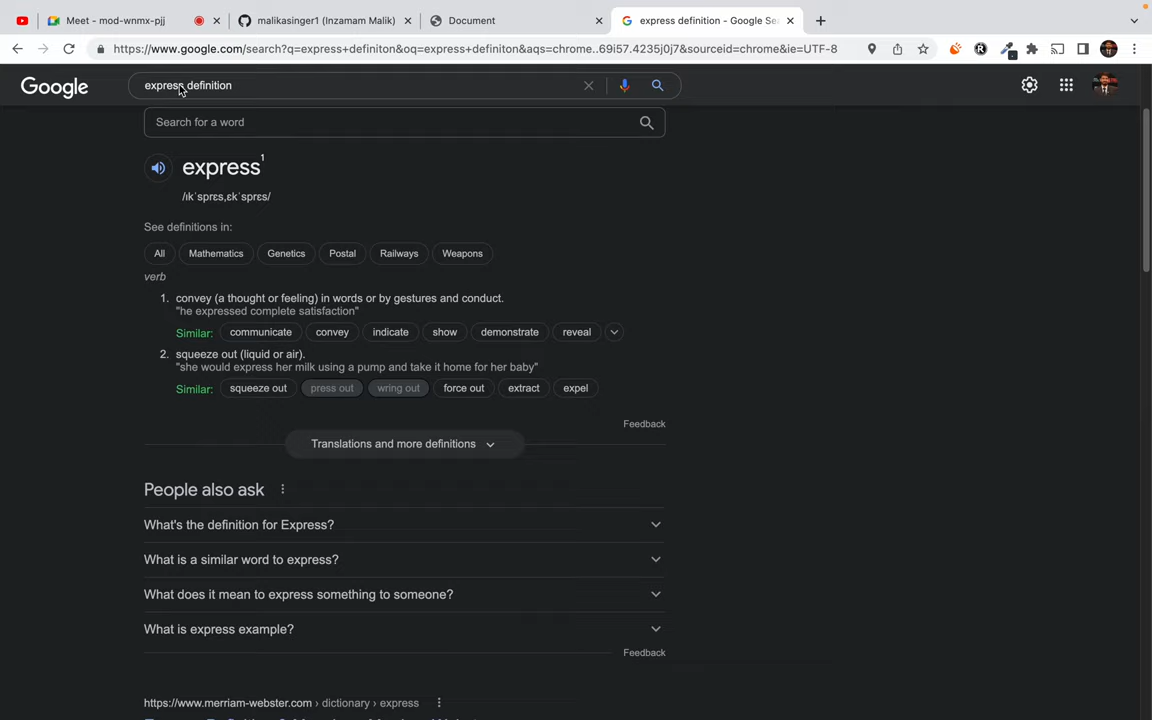 Meet - mod-wnmx-pjj
malikasinger1 (Inzamam Malik)
Document
express definition - Google Sea
https://www.google.com/search?q=express+definiton&oq=express+definiton&aqs=chrome..69i57.4235j0j7&sourceid=chrome&ie=UTF-8
Google
express definition
Search for a word
express1
/ɪkˈsprɛs,ɛkˈsprɛs/
See definitions in:
All Mathematics Genetics Postal Railways Weapons
verb
1. convey (a thought or feeling) in words or by gestures and conduct.
"he expressed complete satisfaction"
Similar: communicate convey indicate show demonstrate reveal
2. squeeze out (liquid or air).
"she would express her milk using a pump and take it home for her baby"
Similar: squeeze out press out wring out force out extract expel
Feedback
Translations and more definitions
People also ask
What's the definition for Express?
What is a similar word to express?
What does it mean to express something to someone?
What is express example?
Feedback
https://www.merriam-webster.com › dictionary › express